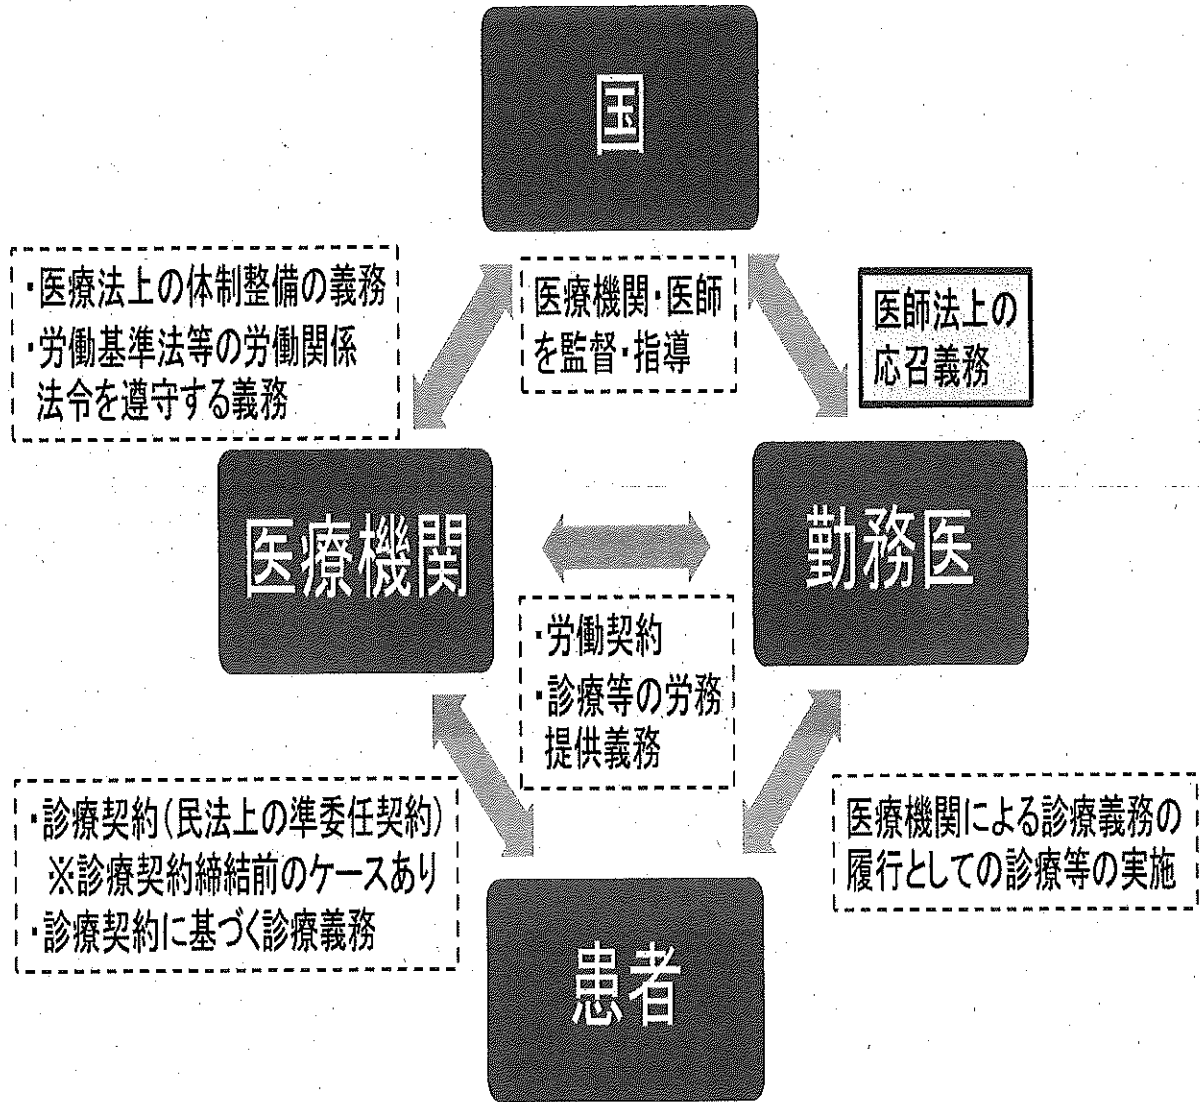 国
・医療法上の体制整備の義務
・労働基準法等の労働関係
法令を遵守する義務
医療機関・医師
を監督・指導
医師法上の
応召義務
医療機関
勤務医
・労働契約
・診療等の労務
提供義務
・診療契約(民法上の準委任契約)
※診療契約締結前のケースあり
・診療契約に基づく診療義務
医療機関による診療義務の
履行としての診療等の実施
患者